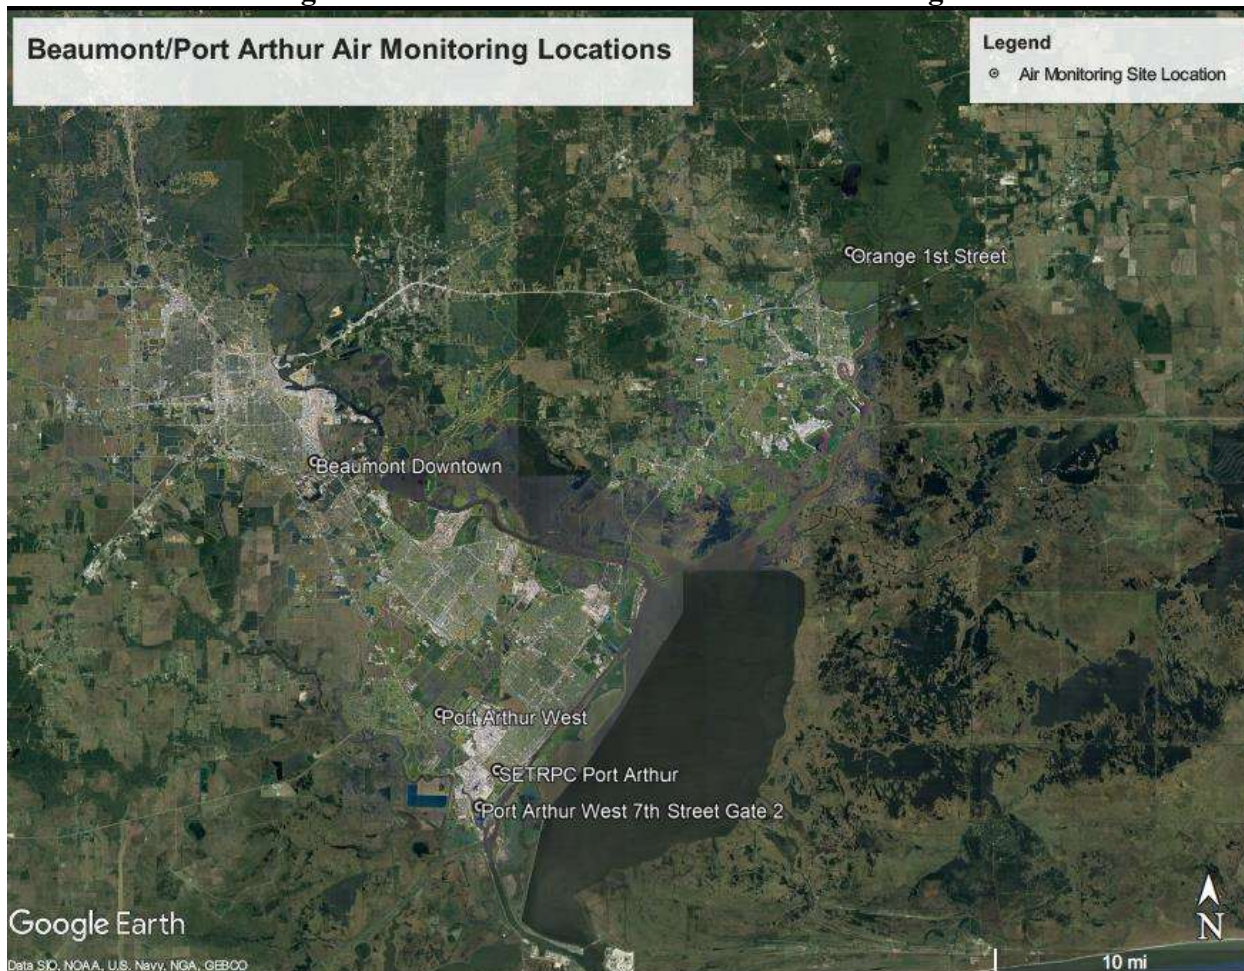 Beaumont/Port Arthur Air Monitoring Locations
Legend
Air Monitoring Site Location
Orange 1st Street
Beaumont Downtown
Port Arthur West
SETRPC Port Arthur
Port Arthur West 7th Street Gate 2
Google Earth
N
Data SIO, NOAA, U.S. Navy, NGA, GEBCO
10 mi